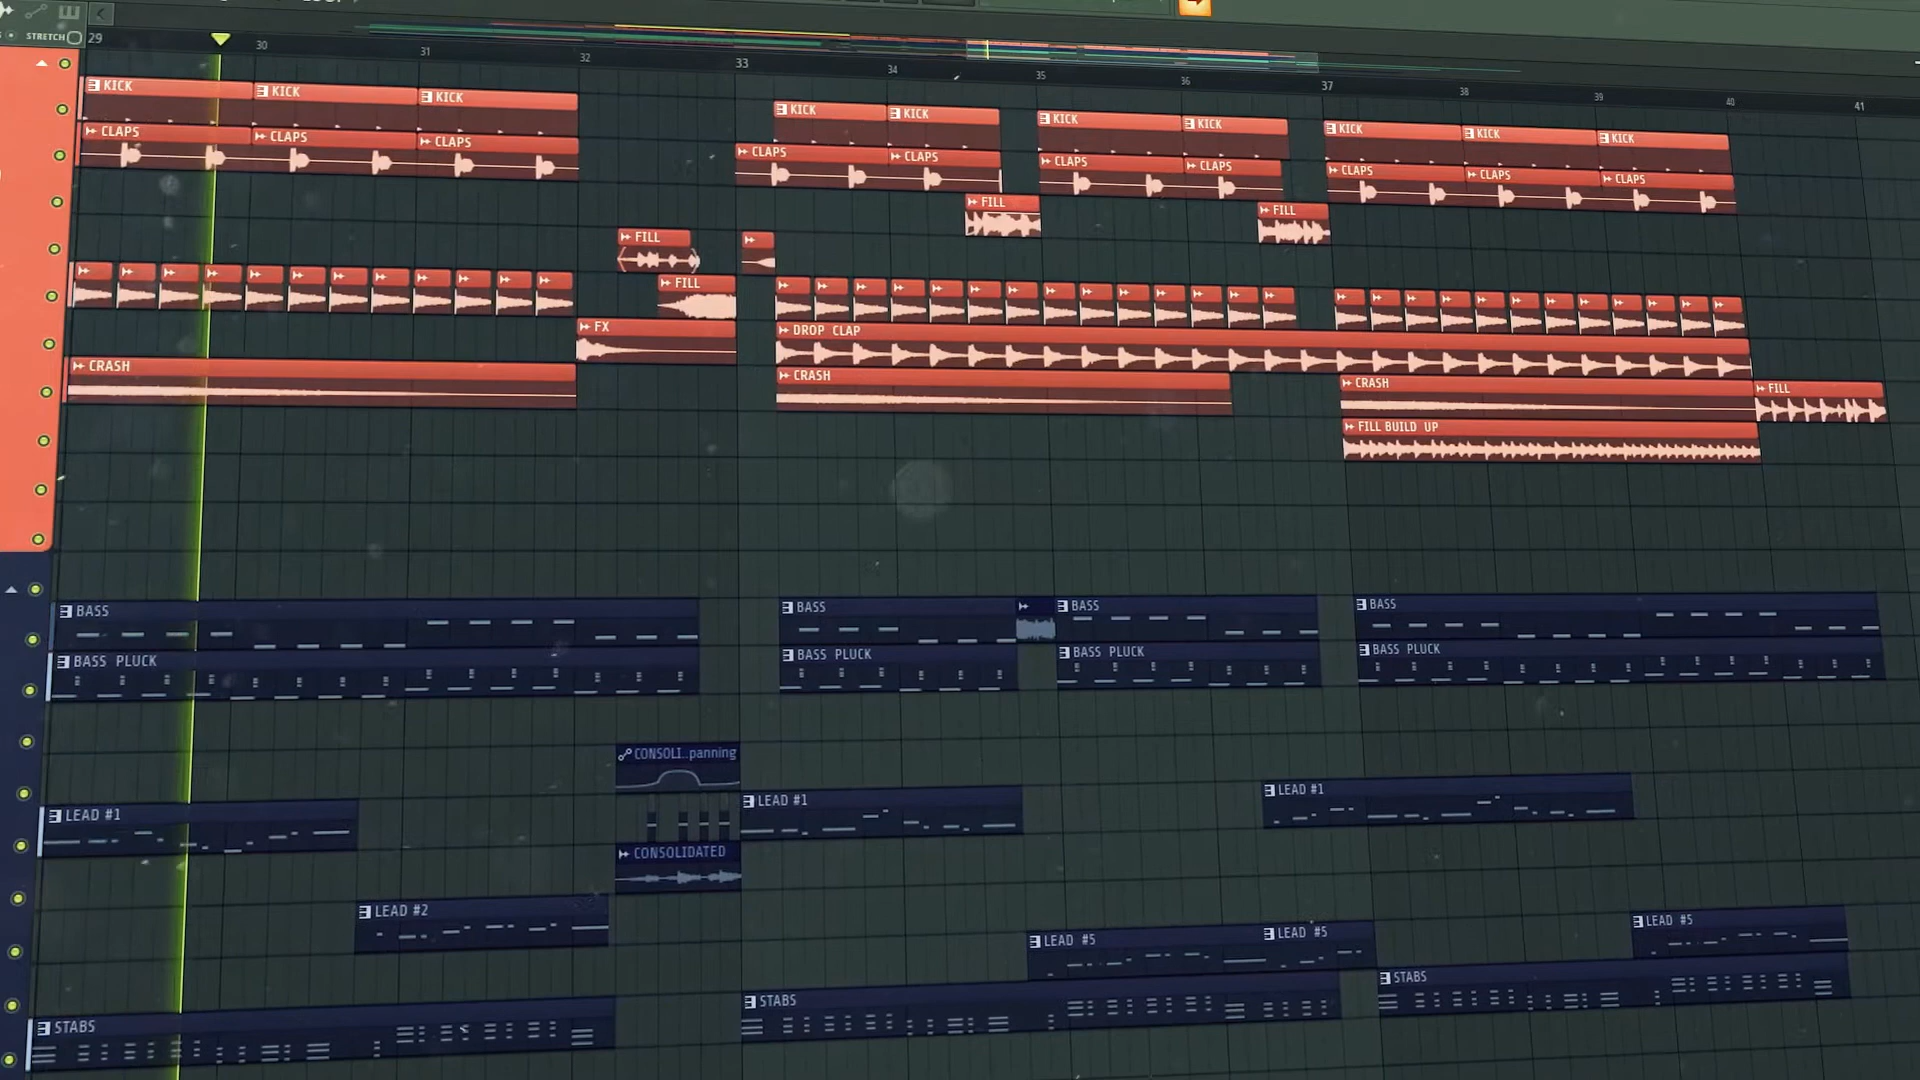 STRETCH
29 30 31 32 33 34 35 36 37 38 39 40 41
KICK KICK KICK KICK KICK KICK KICK KICK KICK KICK
CLAPS CLAPS CLAPS CLAPS CLAPS CLAPS CLAPS CLAPS CLAPS CLAPS
FILL FILL
FILL
FILL
FX DROP CLAP
CRASH CRASH CRASH FILL
FILL BUILD UP
BASS BASS BASS BASS
BASS PLUCK BASS PLUCK BASS PLUCK BASS PLUCK
CONSOLI..panning
LEAD #1 LEAD #1 LEAD #1
CONSOLIDATED
LEAD #2 LEAD #5 LEAD #5 LEAD #5
STABS STABS STABS